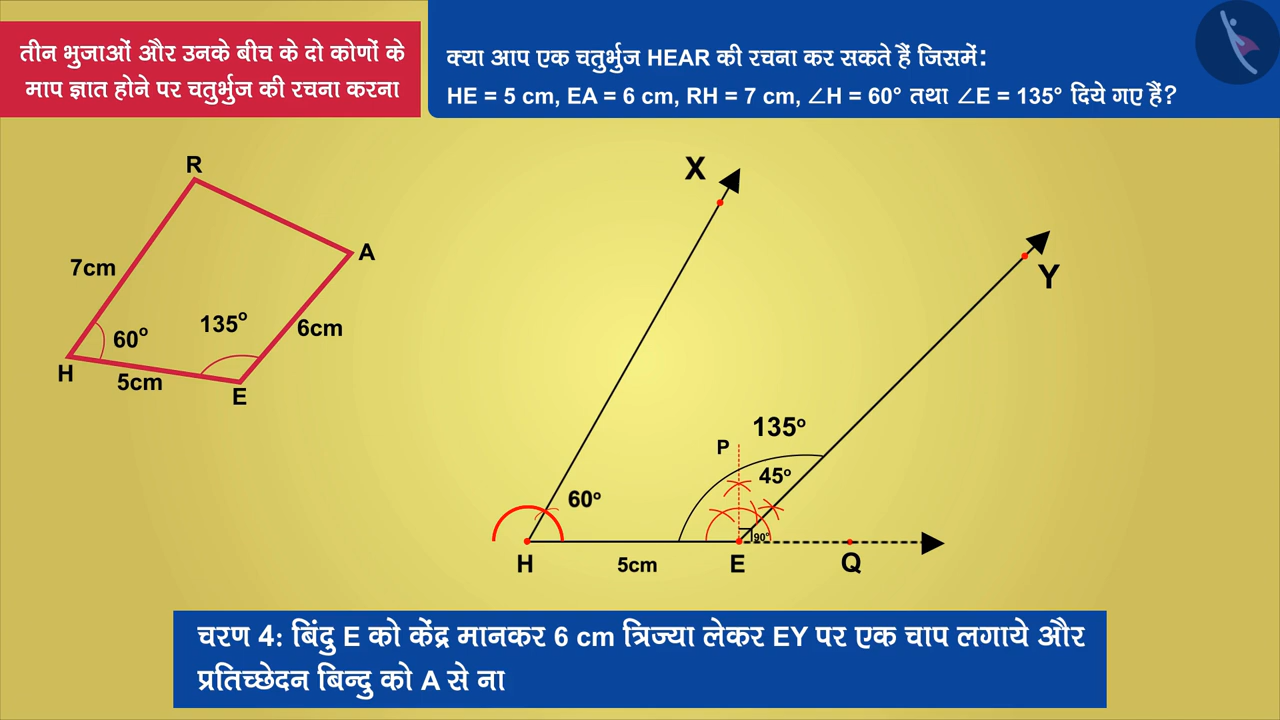 तीन भुजाओं और उनके बीच के दो कोणों के
माप ज्ञात होने पर चतुर्भुज की रचना करना
क्या आप एक चतुर्भुज HEAR की रचना कर सकते हैं जिसमें:
HE = 5 cm, EA = 6 cm, RH = 7 cm, ∠H = 60° तथा ∠E = 135° दिये गए हैं?
R
A
7cm
60°
135°
6cm
H
5cm
E
X
Y
135°
P
45°
60°
90°
H
5cm
E
Q
चरण 4: बिंदु E को केंद्र मानकर 6 cm त्रिज्या लेकर EY पर एक चाप लगाये और
प्रतिच्छेदन बिन्दु को A से ना